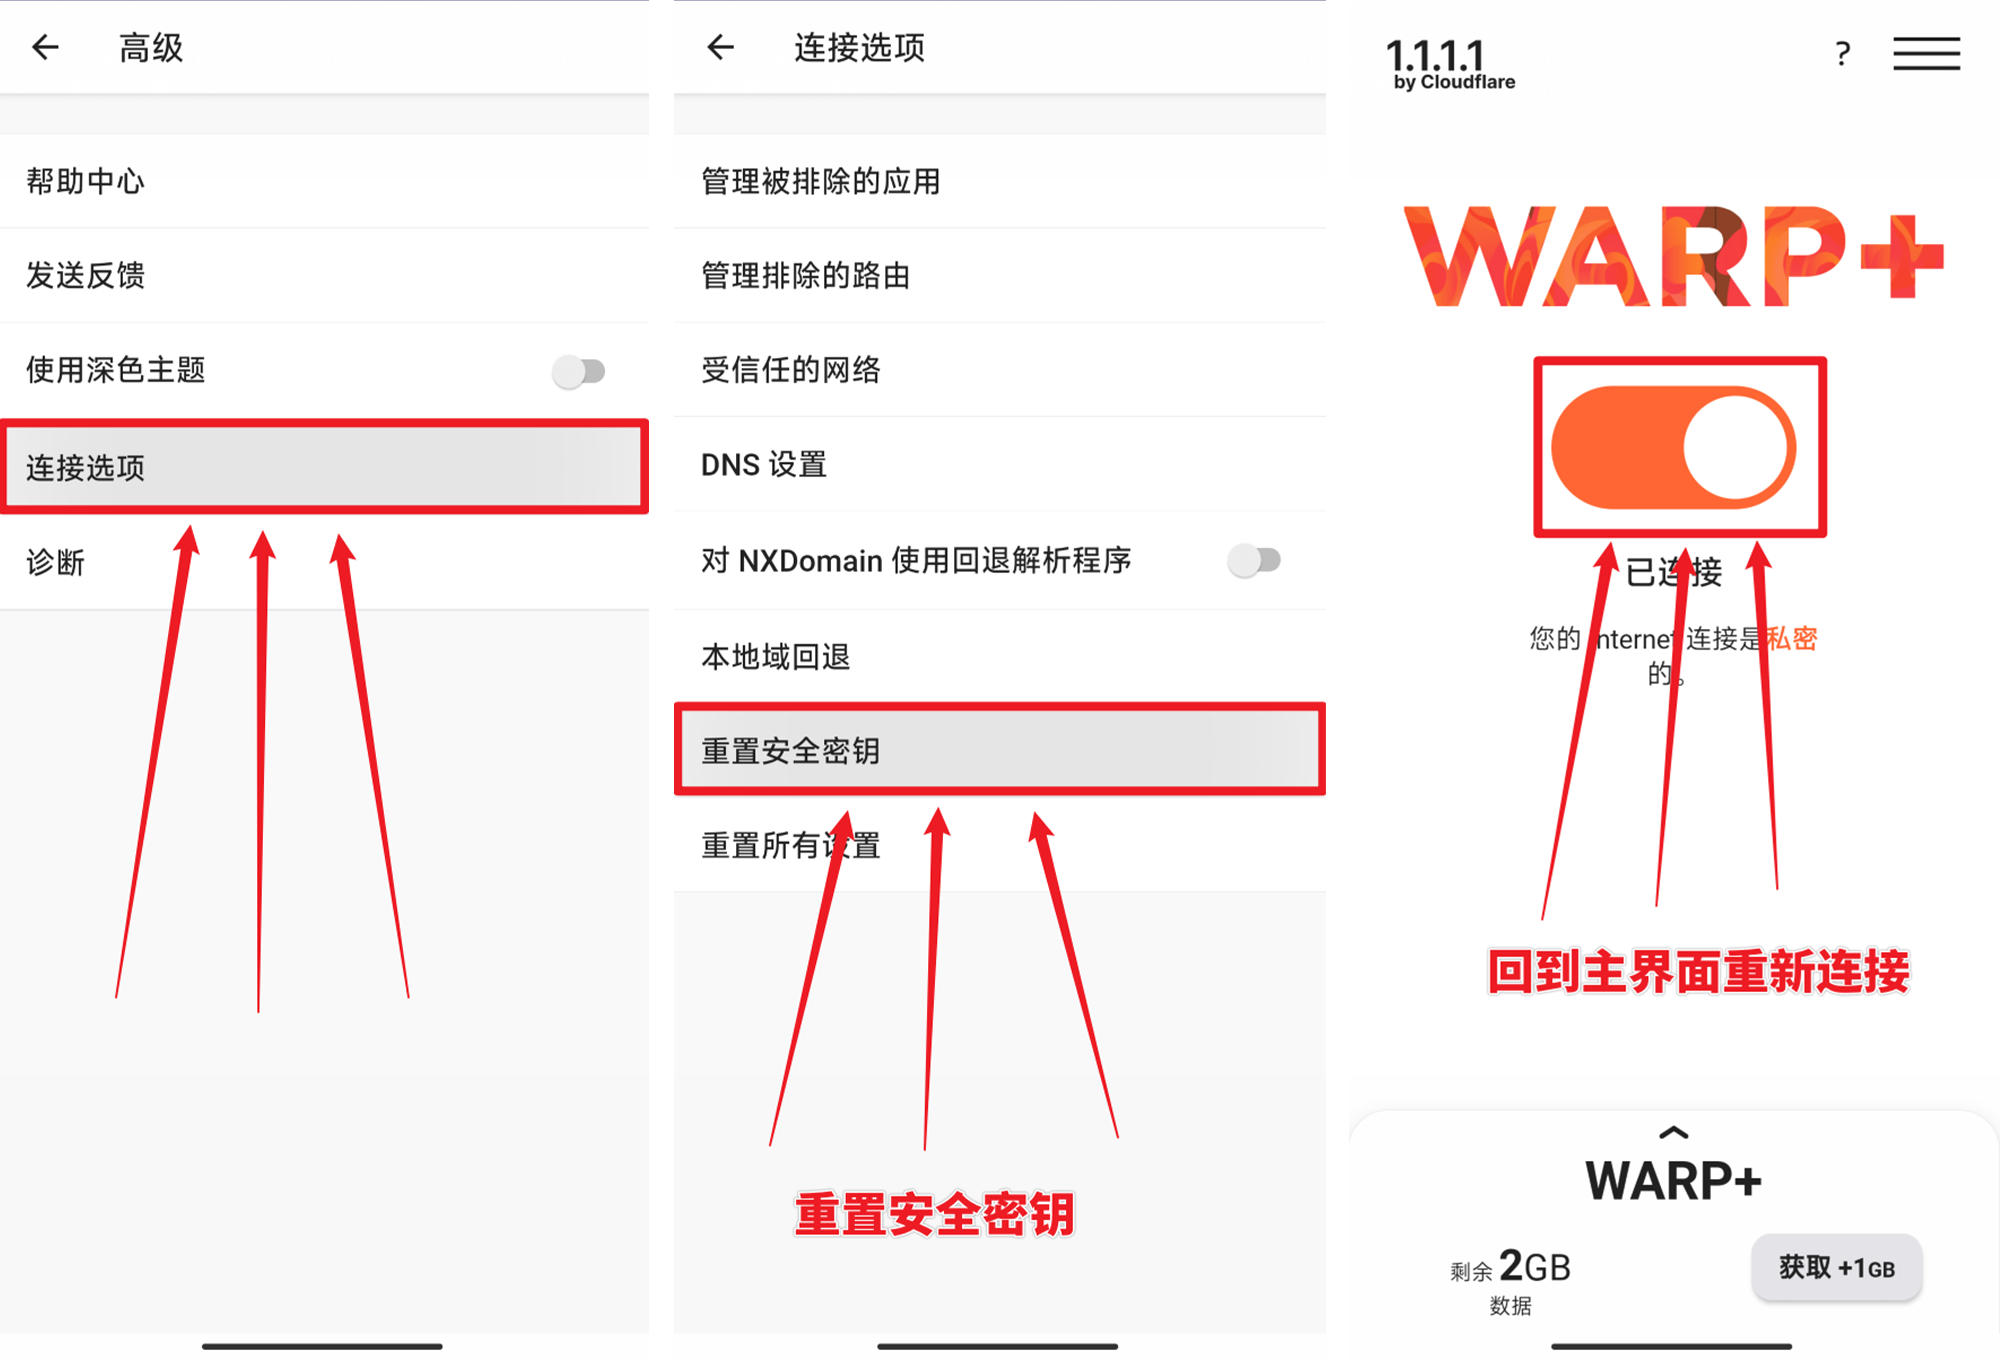 高级
帮助中心
发送反馈
使用深色主题
连接选项
诊断
连接选项
管理被排除的应用
管理排除的路由
受信任的网络
DNS 设置
对 NXDomain 使用回退解析程序
本地域回退
重置安全密钥
重置所有设置
重置安全密钥
1.1.1.1
by Cloudflare
?
WARP+
已连接
您的 Internet 连接是私密
的。
回到主界面重新连接
WARP+
剩余 2GB
数据
获取 +1GB